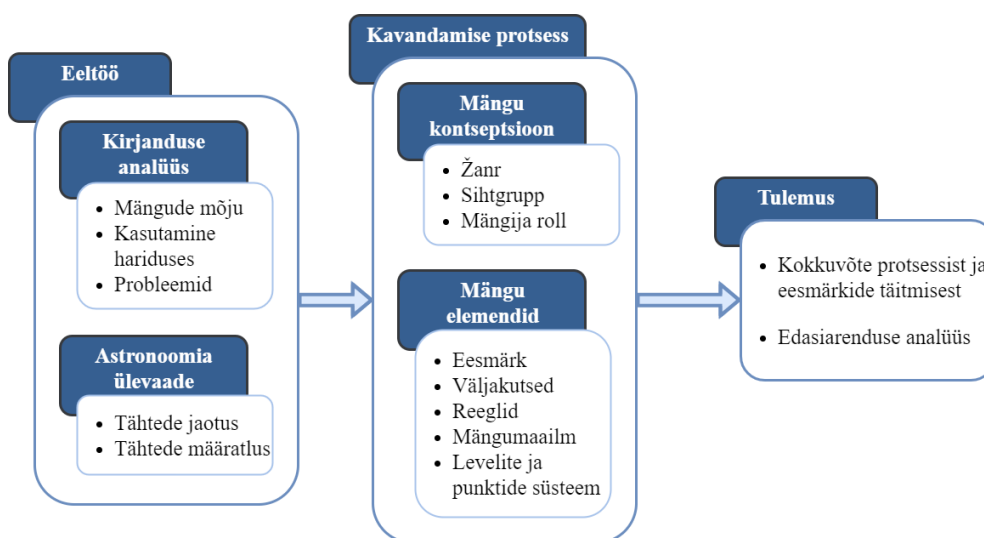 Eeltöö
Kirjanduse
analüüs
• Mängude mõju
• Kasutamine
hariduses
• Probleemid
Astronoomia
ülevaade
• Tähtede jaotus
• Tähtede määratlus
Kavandamise protsess
Mängu
kontseptsioon
• Žanr
• Sihtgrupp
• Mängija roll
Mängu
elemendid
• Eesmärk
• Väljakutsed
• Reeglid
• Mängumaailm
• Levelite ja
punktide süsteem
Tulemus
• Kokkuvõte protsessist ja
eesmärkide täitmisest
• Edasiarenduse analüüs